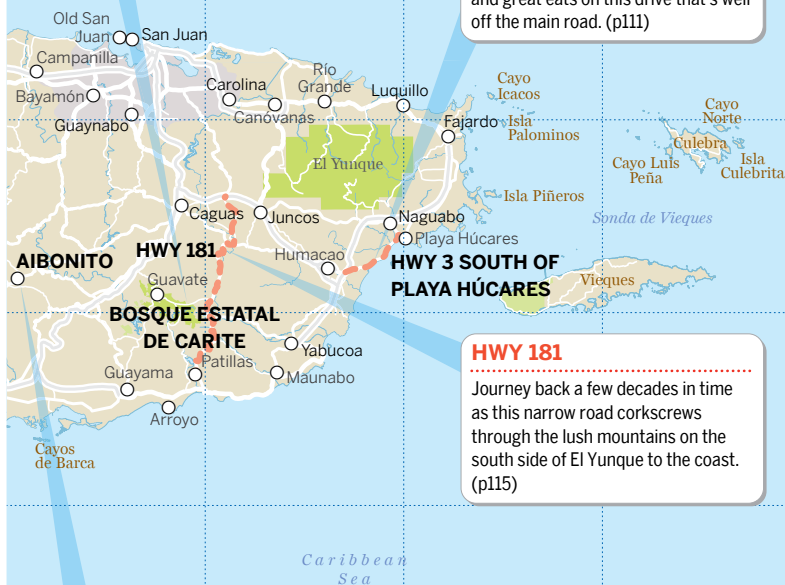 and great eats on this drive that's well
off the main road. (p111)
Old San
Juan
San Juan
Campanilla
Bayamón
Guaynabo
Carolina
Canóvanas
Río
Grande
Luquillo
Fajardo
Cayo
Icacos
Isla
Palominos
Cayo
Norte
Culebra
Isla
Culebrita
Cayo Luis
Peña
El Yunque
Isla Piñeros
Sonda de Vieques
Caguas
Juncos
Naguabo
Playa Húcares
AIBONITO
HWY 181
Humacao
HWY 3 SOUTH OF
PLAYA HÚCARES
Vieques
Guavate
BOSQUE ESTATAL
DE CARITE
Yabucoa
Patillas
Maunabo
Guayama
Arroyo
Cayos
de Barca
HWY 181
Journey back a few decades in time
as this narrow road corkscrews
through the lush mountains on the
south side of El Yunque to the coast.
(p115)
Caribbean
Sea